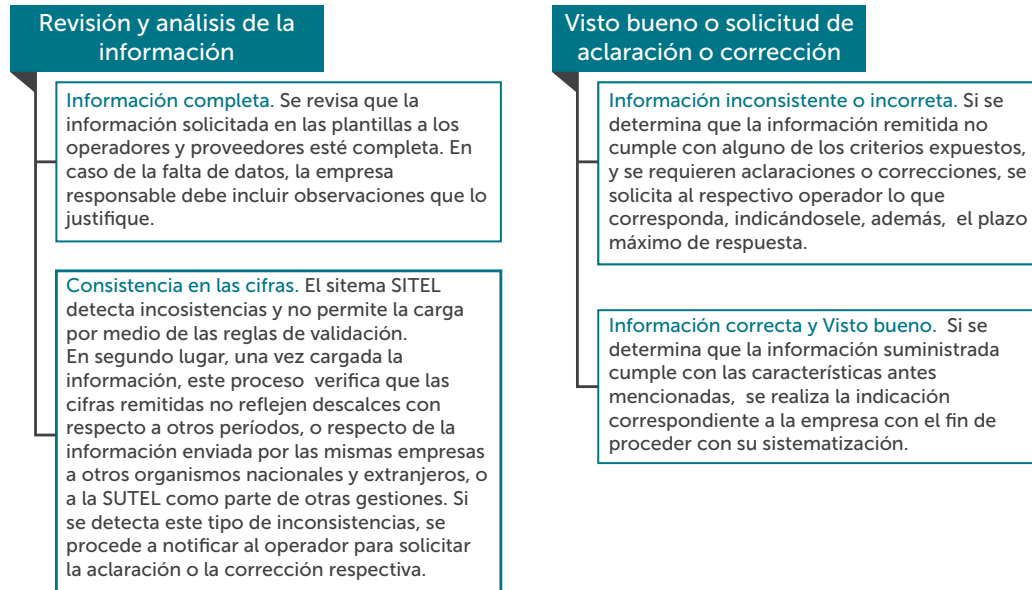 Revisión y análisis de la
información
Información completa. Se revisa que la
información solicitada en las plantillas a los
operadores y proveedores esté completa. En
caso de la falta de datos, la empresa
responsable debe incluir observaciones que lo
justifique.
Consistencia en las cifras. El sitema SITEL
detecta incosistencias y no permite la carga
por medio de las reglas de validación.
En segundo lugar, una vez cargada la
información, este proceso verifica que las
cifras remitidas no reflejen descalces con
respecto a otros períodos, o respecto de la
información enviada por las mismas empresas
a otros organismos nacionales y extranjeros, o
a la SUTEL como parte de otras gestiones. Si
se detecta este tipo de inconsistencias, se
procede a notificar al operador para solicitar
la aclaración o la corrección respectiva.
Visto bueno o solicitud de
aclaración o corrección
Información inconsistente o incorreta. Si se
determina que la información remitida no
cumple con alguno de los criterios expuestos,
y se requieren aclaraciones o correcciones, se
solicita al respectivo operador lo que
corresponda, indicándosele, además, el plazo
máximo de respuesta.
Información correcta y Visto bueno. Si se
determina que la información suministrada
cumple con las características antes
mencionadas, se realiza la indicación
correspondiente a la empresa con el fin de
proceder con su sistematización.